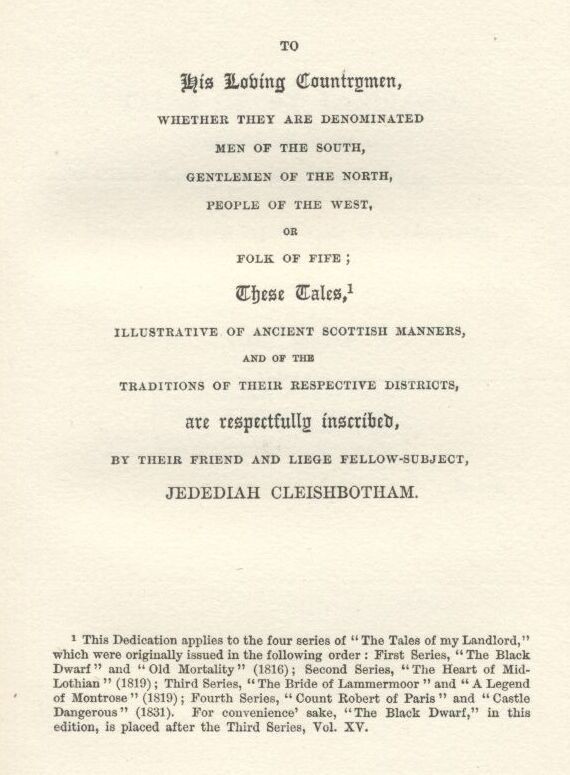 TO
His Loving Countrymen,
WHETHER THEY ARE DENOMINATED
MEN OF THE SOUTH,
GENTLEMEN OF THE NORTH,
PEOPLE OF THE WEST,
OR
FOLK OF FIFE ;
These Tales,¹
ILLUSTRATIVE OF ANCIENT SCOTTISH MANNERS,
AND OF THE
TRADITIONS OF THEIR RESPECTIVE DISTRICTS,
are respectfully inscribed,
BY THEIR FRIEND AND LIEGE FELLOW-SUBJECT,
JEDEDIAH CLEISHBOTHAM.
¹ This Dedication applies to the four series of “The Tales of my Landlord,”
which were originally issued in the following order : First Series, “The Black
Dwarf” and “Old Mortality” (1816) ; Second Series, “The Heart of Mid-
Lothian” (1819) ; Third Series, “The Bride of Lammermoor” and “A Legend
of Montrose” (1819) ; Fourth Series, “Count Robert of Paris” and “Castle
Dangerous” (1831). For convenience’ sake, “The Black Dwarf,” in this
edition, is placed after the Third Series, Vol. XV.